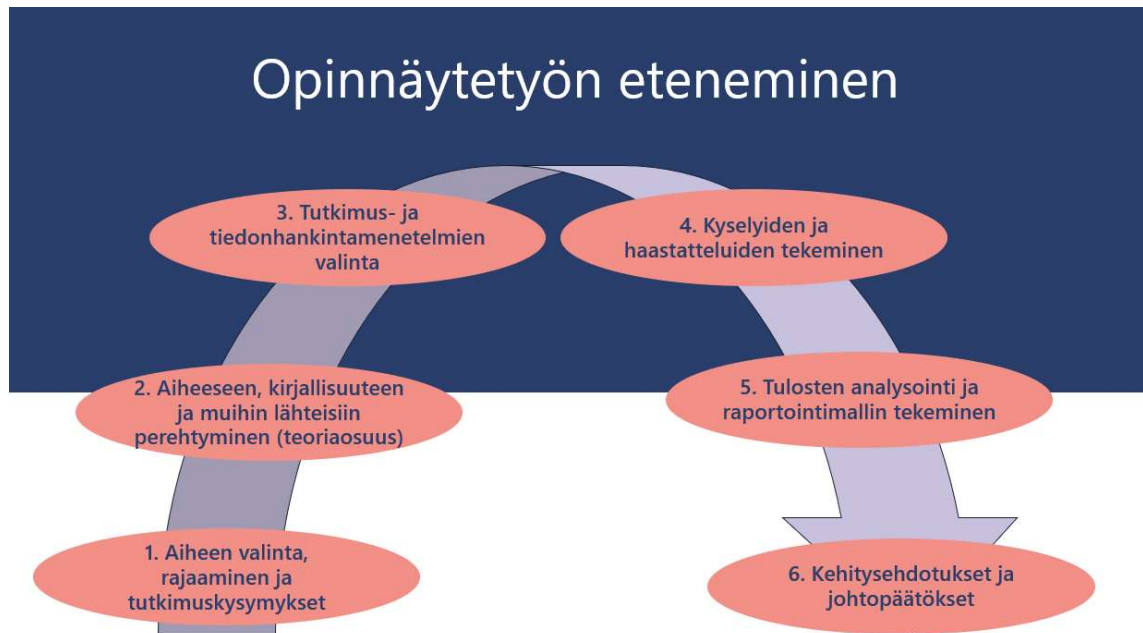 Opinnäytetyön eteneminen
3. Tutkimus- ja
tiedonhankintamenetelmien
valinta
4. Kyselyiden ja
haastatteluiden tekeminen
2. Aiheeseen, kirjallisuuteen
ja muihin lähteisiin
perehtyminen (teoriaosuus)
5. Tulosten analysointi ja
raportointimallin tekeminen
1. Aiheen valinta,
rajaaminen ja
tutkimuskysymykset
6. Kehitysehdotukset ja
johtopäätökset